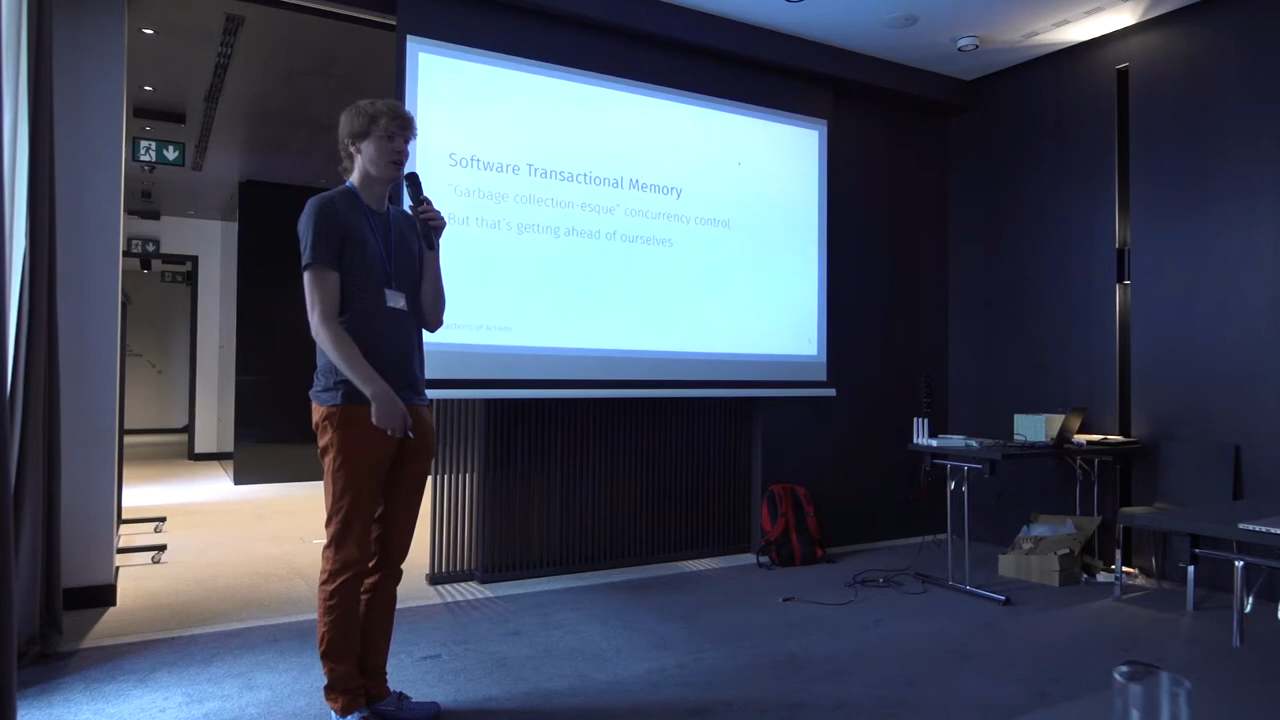 Software Transactional Memory
"Garbage collection-esque" concurrency control
But that's getting ahead of ourselves